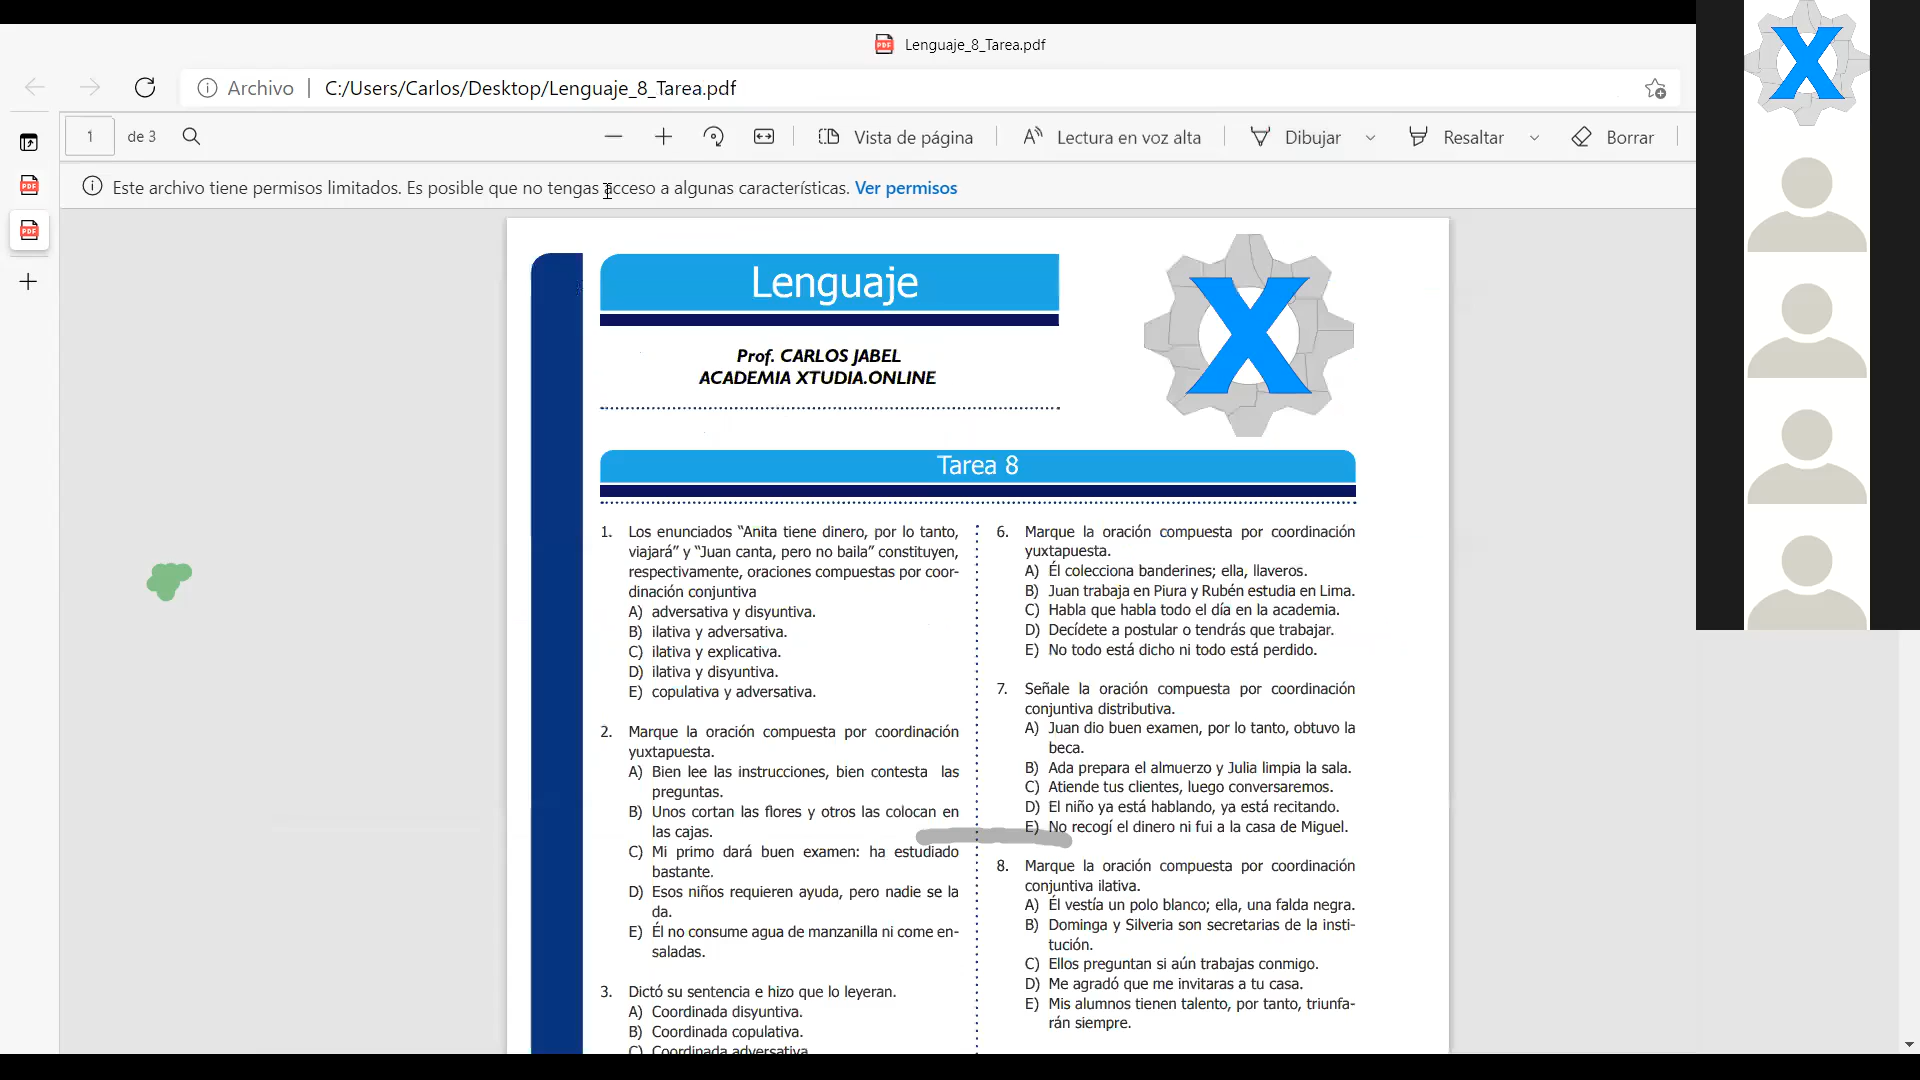 Lenguaje_8_Tarea.pdf
Archivo | C:/Users/Carlos/Desktop/Lenguaje_8_Tarea.pdf
1 de 3 Vista de página Lectura en voz alta Dibujar Resaltar Borrar
Este archivo tiene permisos limitados. Es posible que no tengas acceso a algunas características. Ver permisos
Lenguaje
Prof. CARLOS JABEL
ACADEMIA XTUDIA.ONLINE
X
X
Tarea 8
1. Los enunciados “Anita tiene dinero, por lo tanto,
viajará” y “Juan canta, pero no baila” constituyen,
respectivamente, oraciones compuestas por coor-
dinación conjuntiva
A) adversativa y disyuntiva.
B) ilativa y adversativa.
C) ilativa y explicativa.
D) ilativa y disyuntiva.
E) copulativa y adversativa.
2. Marque la oración compuesta por coordinación
yuxtapuesta.
A) Bien lee las instrucciones, bien contesta las
preguntas.
B) Unos cortan las flores y otros las colocan en
las cajas.
C) Mi primo dará buen examen: ha estudiado
bastante.
D) Esos niños requieren ayuda, pero nadie se la
da.
E) Él no consume agua de manzanilla ni come en-
saladas.
3. Dictó su sentencia e hizo que lo leyeran.
A) Coordinada disyuntiva.
B) Coordinada copulativa.
C) Coordinada adversativa
6. Marque la oración compuesta por coordinación
yuxtapuesta.
A) Él colecciona banderines; ella, llaveros.
B) Juan trabaja en Piura y Rubén estudia en Lima.
C) Habla que habla todo el día en la academia.
D) Decídete a postular o tendrás que trabajar.
E) No todo está dicho ni todo está perdido.
7. Señale la oración compuesta por coordinación
conjuntiva distributiva.
A) Juan dio buen examen, por lo tanto, obtuvo la
beca.
B) Ada prepara el almuerzo y Julia limpia la sala.
C) Atiende tus clientes, luego conversaremos.
D) El niño ya está hablando, ya está recitando.
E) No recogí el dinero ni fui a la casa de Miguel.
8. Marque la oración compuesta por coordinación
conjuntiva ilativa.
A) Él vestía un polo blanco; ella, una falda negra.
B) Dominga y Silveria son secretarias de la insti-
tución.
C) Ellos preguntan si aún trabajas conmigo.
D) Me agradó que me invitaras a tu casa.
E) Mis alumnos tienen talento, por tanto, triunfa-
rán siempre.